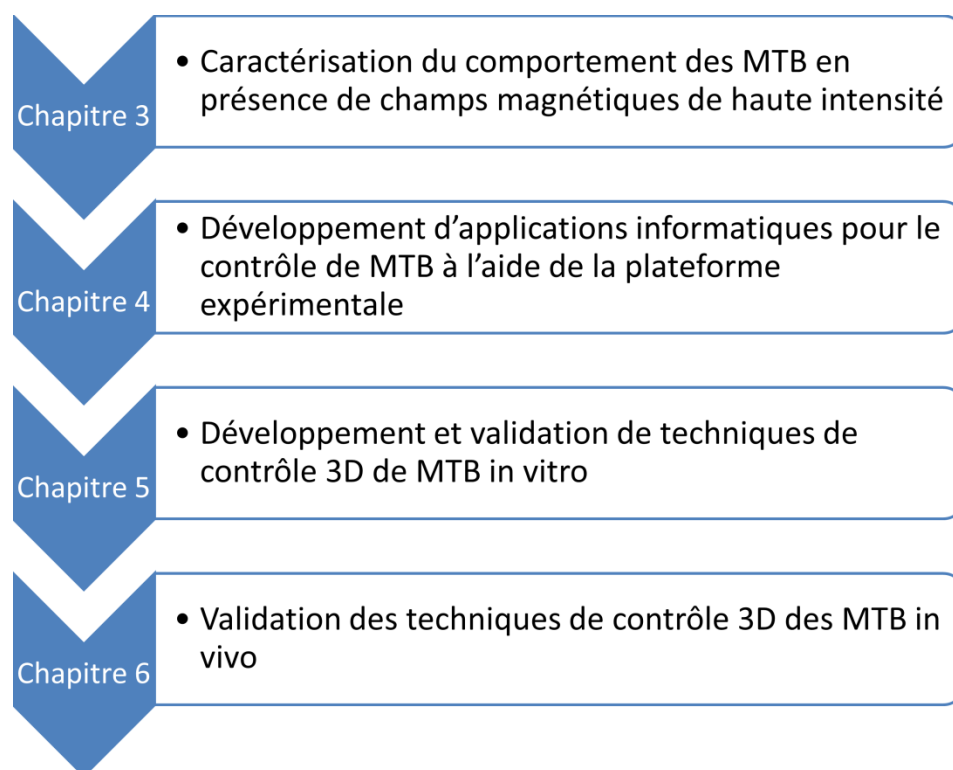 Chapitre 3
• Caractérisation du comportement des MTB en
présence de champs magnétiques de haute intensité
Chapitre 4
• Développement d'applications informatiques pour le
contrôle de MTB à l'aide de la plateforme
expérimentale
Chapitre 5
• Développement et validation de techniques de
contrôle 3D de MTB in vitro
Chapitre 6
• Validation des techniques de contrôle 3D des MTB in
vivo